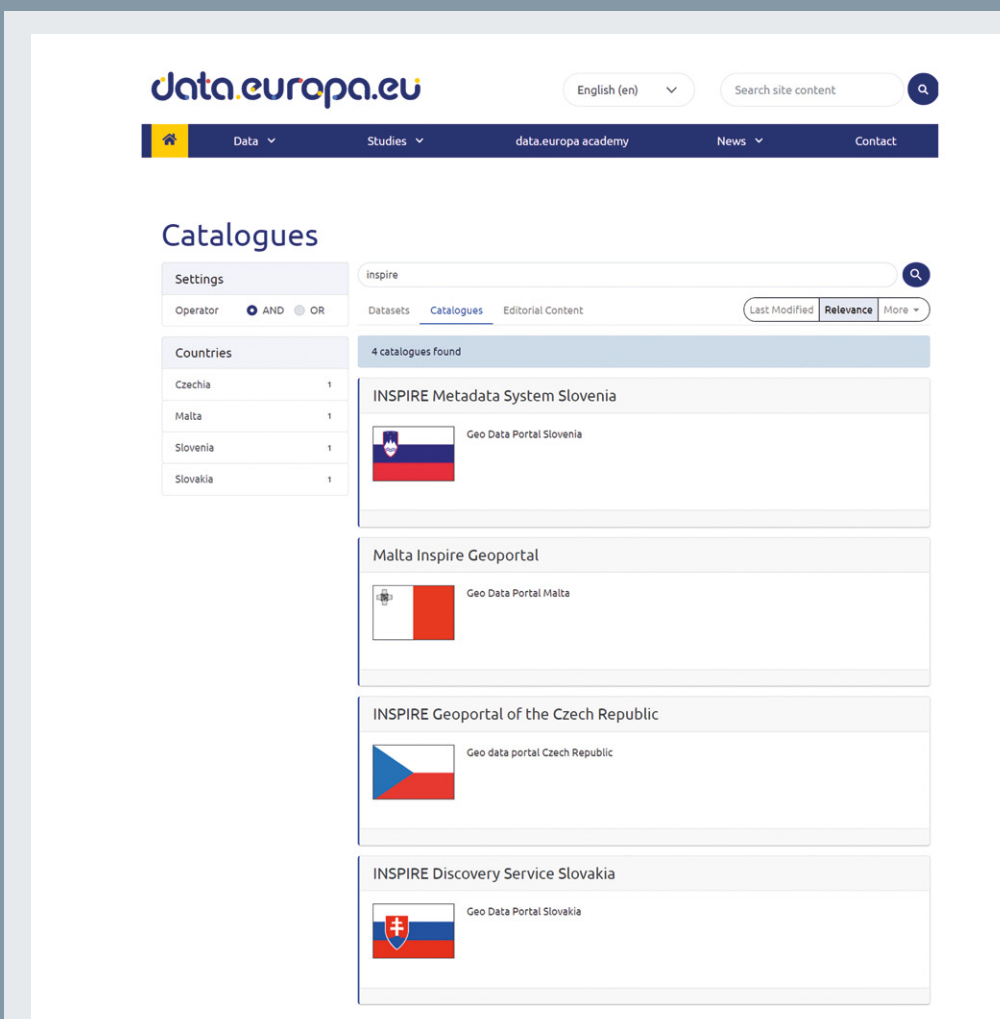 data.europa.eu
English (en)
Search site content
Data
Studies
data.europa academy
News
Contact
Catalogues
Settings
Operator AND OR
Countries
Czechia 1
Malta 1
Slovenia 1
Slovakia 1
inspire
Datasets Catalogues Editorial Content
Last Modified Relevance More
4 catalogues found
INSPIRE Metadata System Slovenia
Geo Data Portal Slovenia
Malta Inspire Geoportal
Geo Data Portal Malta
INSPIRE Geoportal of the Czech Republic
Geo data portal Czech Republic
INSPIRE Discovery Service Slovakia
Geo Data Portal Slovakia